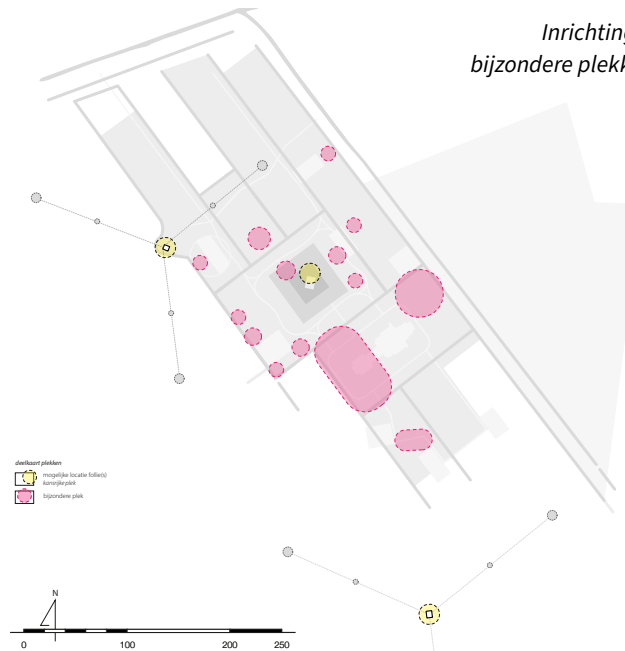 Inrichting
bijzondere plekk
deelkaart plekken
mogelijke locatie follie(s)
kansrijke plek
bijzondere plek
N
0 100 200 250